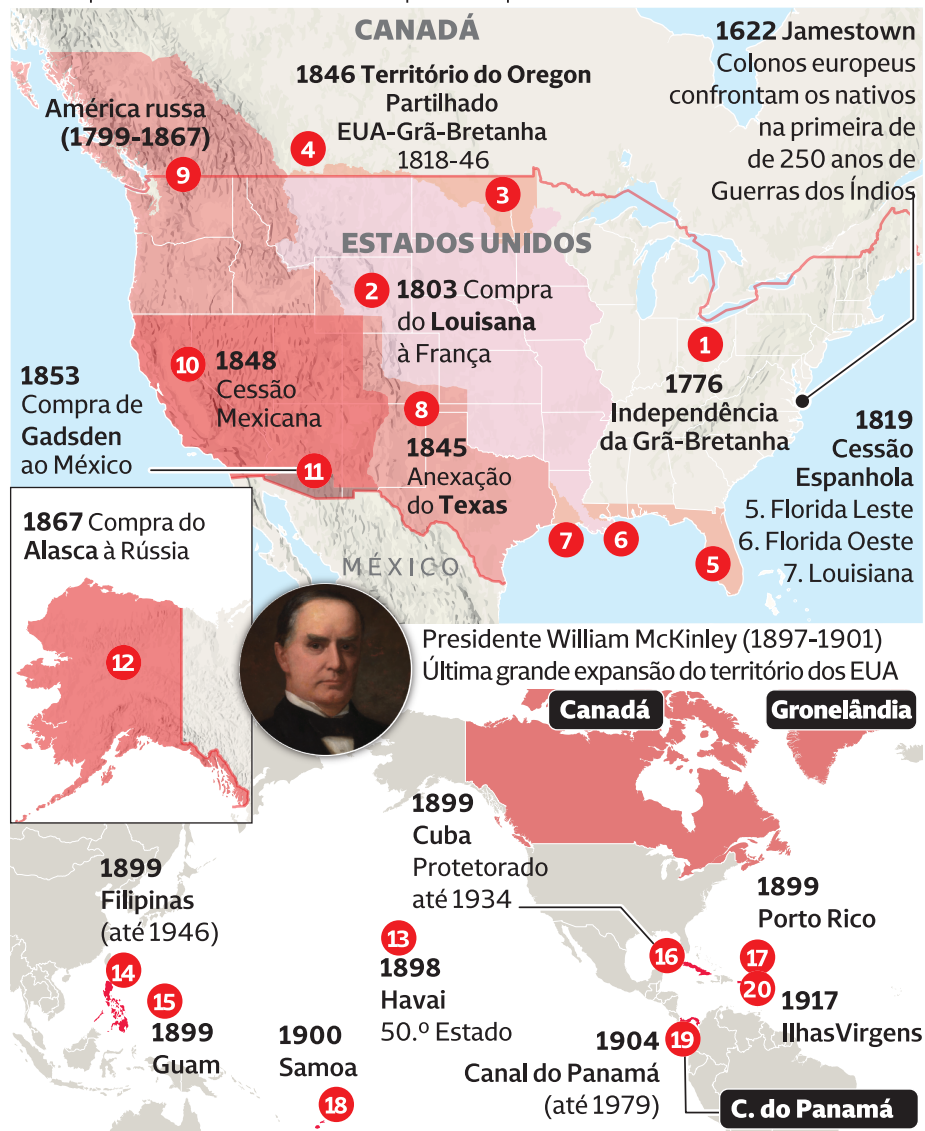 CANADÁ
1622 Jamestown
Colonos europeus
confrontam os nativos
na primeira de
de 250 anos de
Guerras dos Índios
1846 Território do Oregon
Partilhado
EUA-Grã-Bretanha
1818-46
América russa
(1799-1867)
4
9
3
ESTADOS UNIDOS
2
1803 Compra
do Louisana
à França
1
1776
Independência
da Grã-Bretanha
10
1848
Cessão
Mexicana
1853
Compra de
Gadsden
ao México
11
8
1845
Anexação
do Texas
1819
Cessão
Espanhola
5. Florida Leste
6. Florida Oeste
7. Louisiana
7
6
5
MÉXICO
1867 Compra do
Alasca à Rússia
12
Presidente William McKinley (1897-1901)
Última grande expansão do território dos EUA
Canadá
Gronelândia
1899
Cuba
Protetorado
até 1934
16
1899
Filipinas
(até 1946)
14
15
1899
Guam
13
1898
Havai
50.º Estado
1899
Porto Rico
17
20
1917
IlhasVirgens
1900
Samoa
18
1904
Canal do Panamá
(até 1979)
19
C. do Panamá